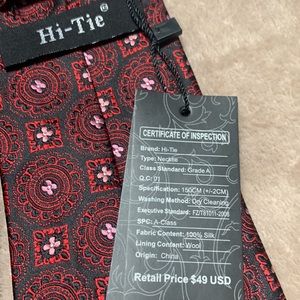 Hi-Tie®
CERTIFICATE OF INSPECTION
Brand: Hi-Tie
Type: Necktie
Class Standard: Grade A
Q.C: 01
Specification: 150CM (+/-2CM)
Washing Method: Dry Cleaning
Executive Standard: FZ/T81011-2008
SPC: A-Class
Fabric Content: 100% Silk
Lining Content: Wool
Origin: China
Retail Price $49 USD